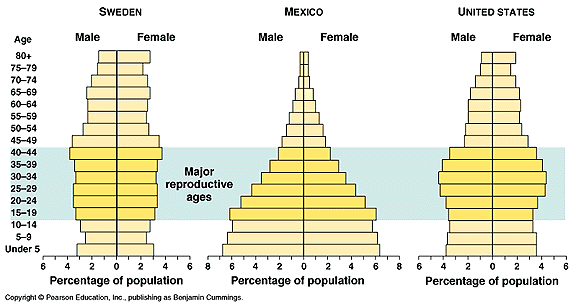 SWEDEN MEXICO UNITED STATES
Age Male Female Male Female Male Female
80+
75–79
70–74
65–69
60–64
55–59
50–54
45–49
40–44
35–39
30–34
25–29
20–24
15–19
10–14
5–9
Under 5
Major
reproductive
ages
6 4 2 0 2 4 6 8 6 4 2 0 2 4 6 8 6 4 2 0 2 4 6
Percentage of population Percentage of population Percentage of population
Copyright © Pearson Education, Inc., publishing as Benjamin Cummings.